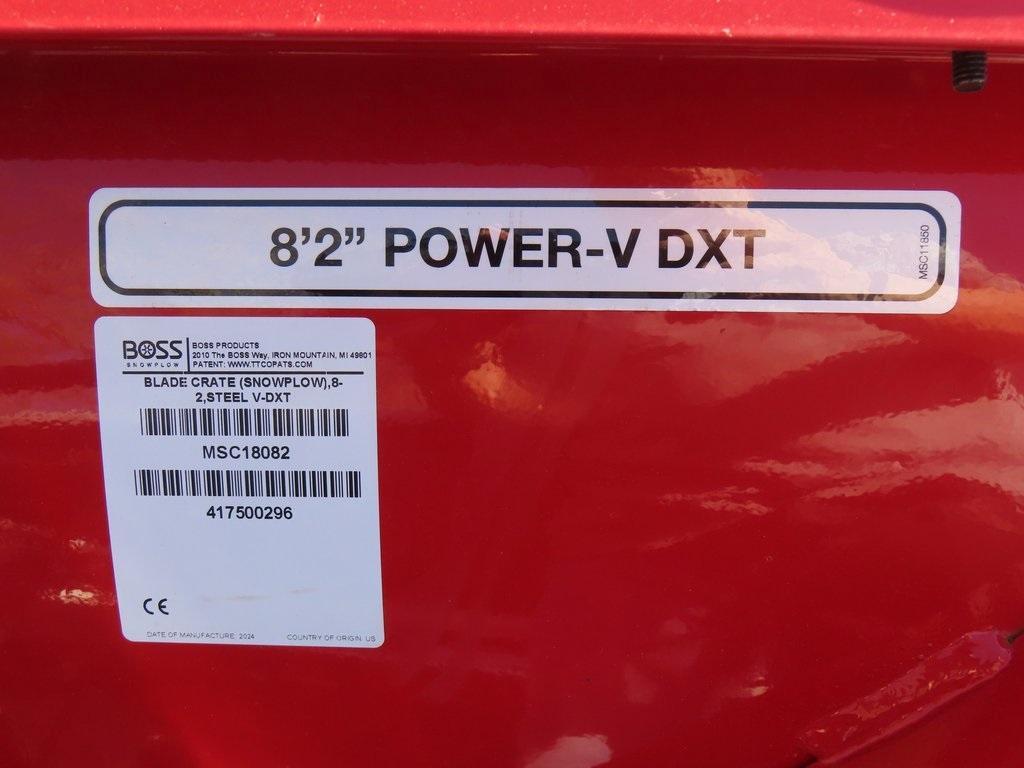 8’2” POWER-V DXT
MSC11850
BOSS
SNOWPLOW
BOSS PRODUCTS
2010 The BOSS Way, IRON MOUNTAIN, MI 49801
PATENT: WWW.TTCOPATS.COM
BLADE CRATE (SNOWPLOW),8-
2,STEEL V-DXT
MSC18082
417500296
CE
DATE OF MANUFACTURE 2024
COUNTRY OF ORIGIN US